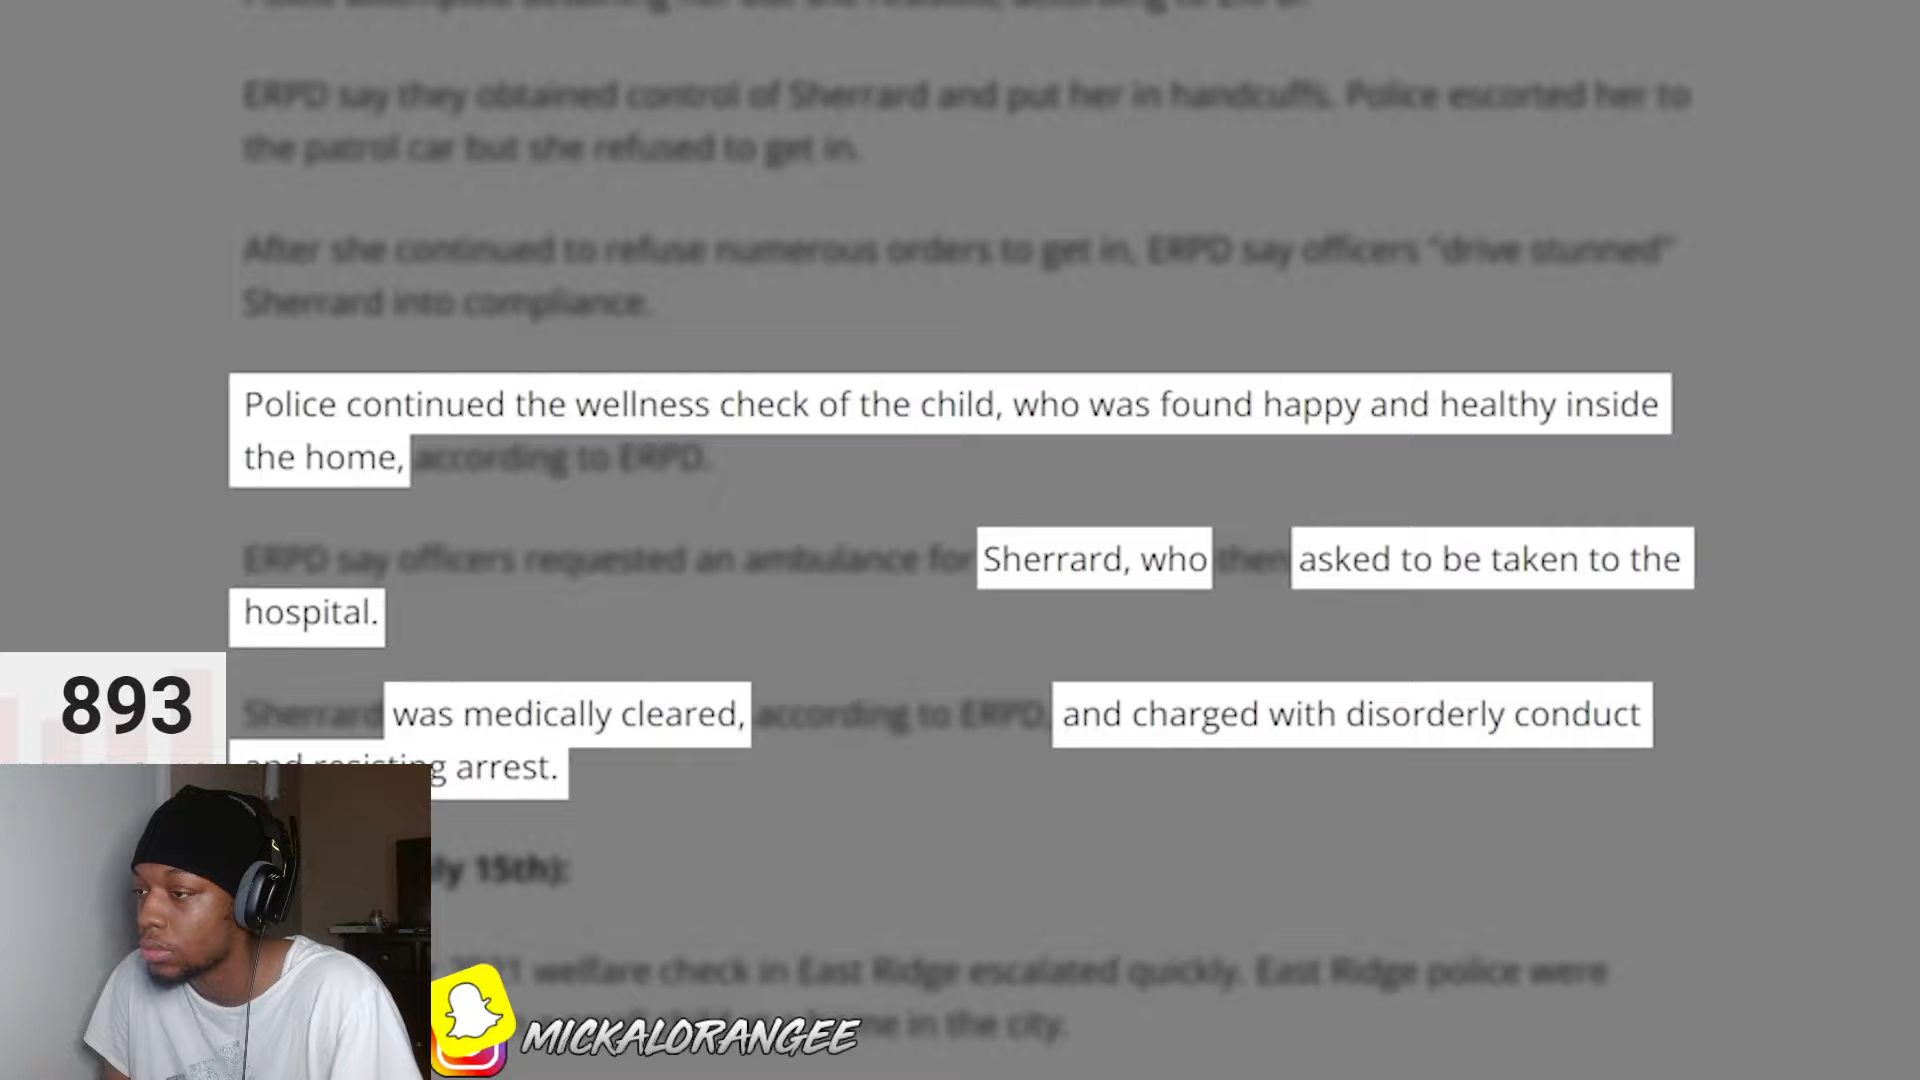 ERPD say they obtained control of Sherrard and put her in handcuffs. Police escorted her to
the patrol car but she refused to get in.
After she continued to refuse numerous orders to get in, ERPD say officers "drive stunned"
Sherrard into compliance.
Police continued the wellness check of the child, who was found happy and healthy inside
the home, according to ERPD.
ERPD say officers requested an ambulance for Sherrard, who then asked to be taken to the
hospital.
893
Sherrard was medically cleared, according to ERPD, and charged with disorderly conduct
and resisting arrest.
15th):
welfare check in East Ridge escalated quickly. East Ridge police were
in the city.
MICKALORANGEE